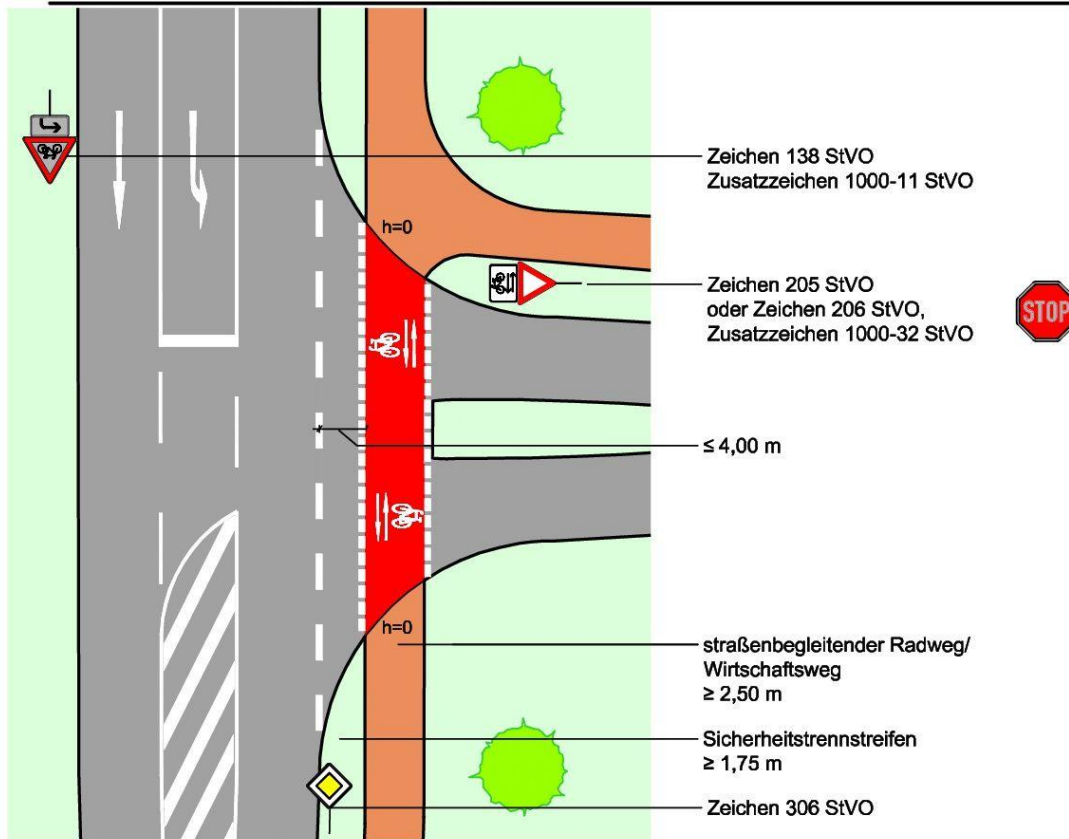 Zeichen 138 StVO
Zusatzzeichen 1000-11 StVO
h=0
Zeichen 205 StVO
oder Zeichen 206 StVO,
Zusatzzeichen 1000-32 StVO
STOP
≤ 4,00 m
h=0
straßenbegleitender Radweg/
Wirtschaftsweg
≥ 2,50 m
Sicherheitstrennstreifen
≥ 1,75 m
Zeichen 306 StVO